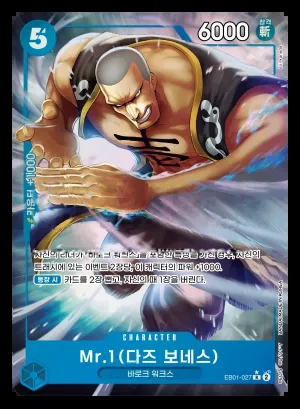 5
6000
참격
斬
카운터 +1000
자신의 리더가 「바로크 워크스」를 포함한 특징을 가진 경우, 자신의
트래시에 있는 이벤트 2장당, 이 캐릭터의 파워 +1000.
등장 시 카드를 2장 뽑고, 자신의 패 1장을 버린다.
CHARACTER
Mr.1(다즈 보네스)
바로크 워크스
EB01-027 R 2